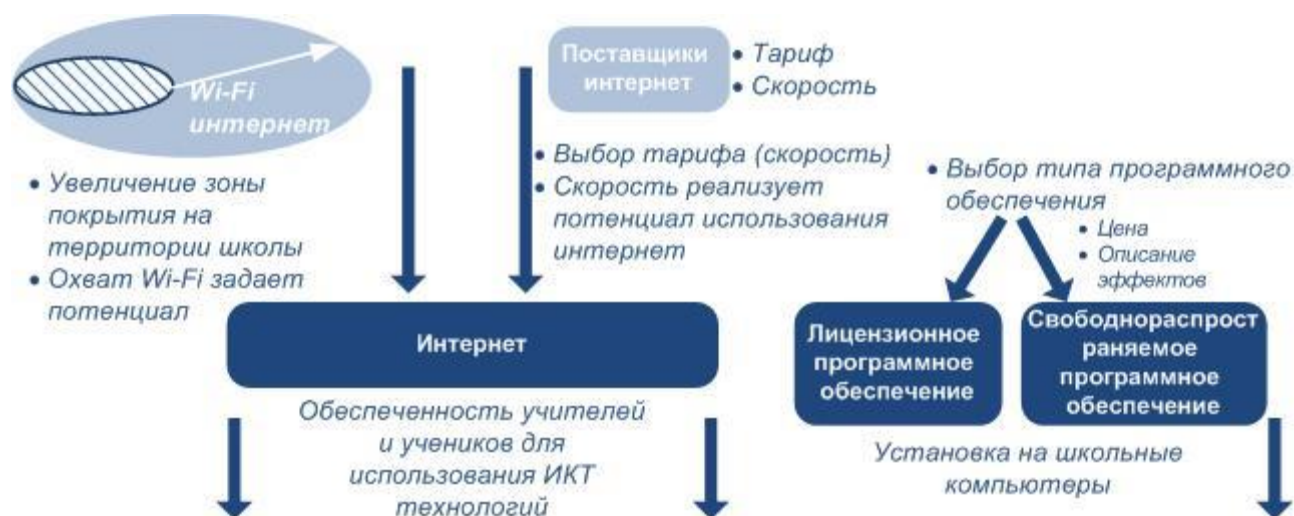 Wi-Fi
интернет
• Увеличение зоны
покрытия на
территории школы
• Охват Wi-Fi задает
потенциал
Поставщики
интернет
• Тариф
• Скорость
• Выбор тарифа (скорость)
• Скорость реализует
потенциал использования
интернет
• Выбор типа программного
обеспечения
• Цена
• Описание
эффектов
Интернет
Лицензионное
программное
обеспечение
Свободнораспрост
раняемое
программное
обеспечение
Обеспеченность учителей
и учеников для
использования ИКТ
технологий
Установка на школьные
компьютеры